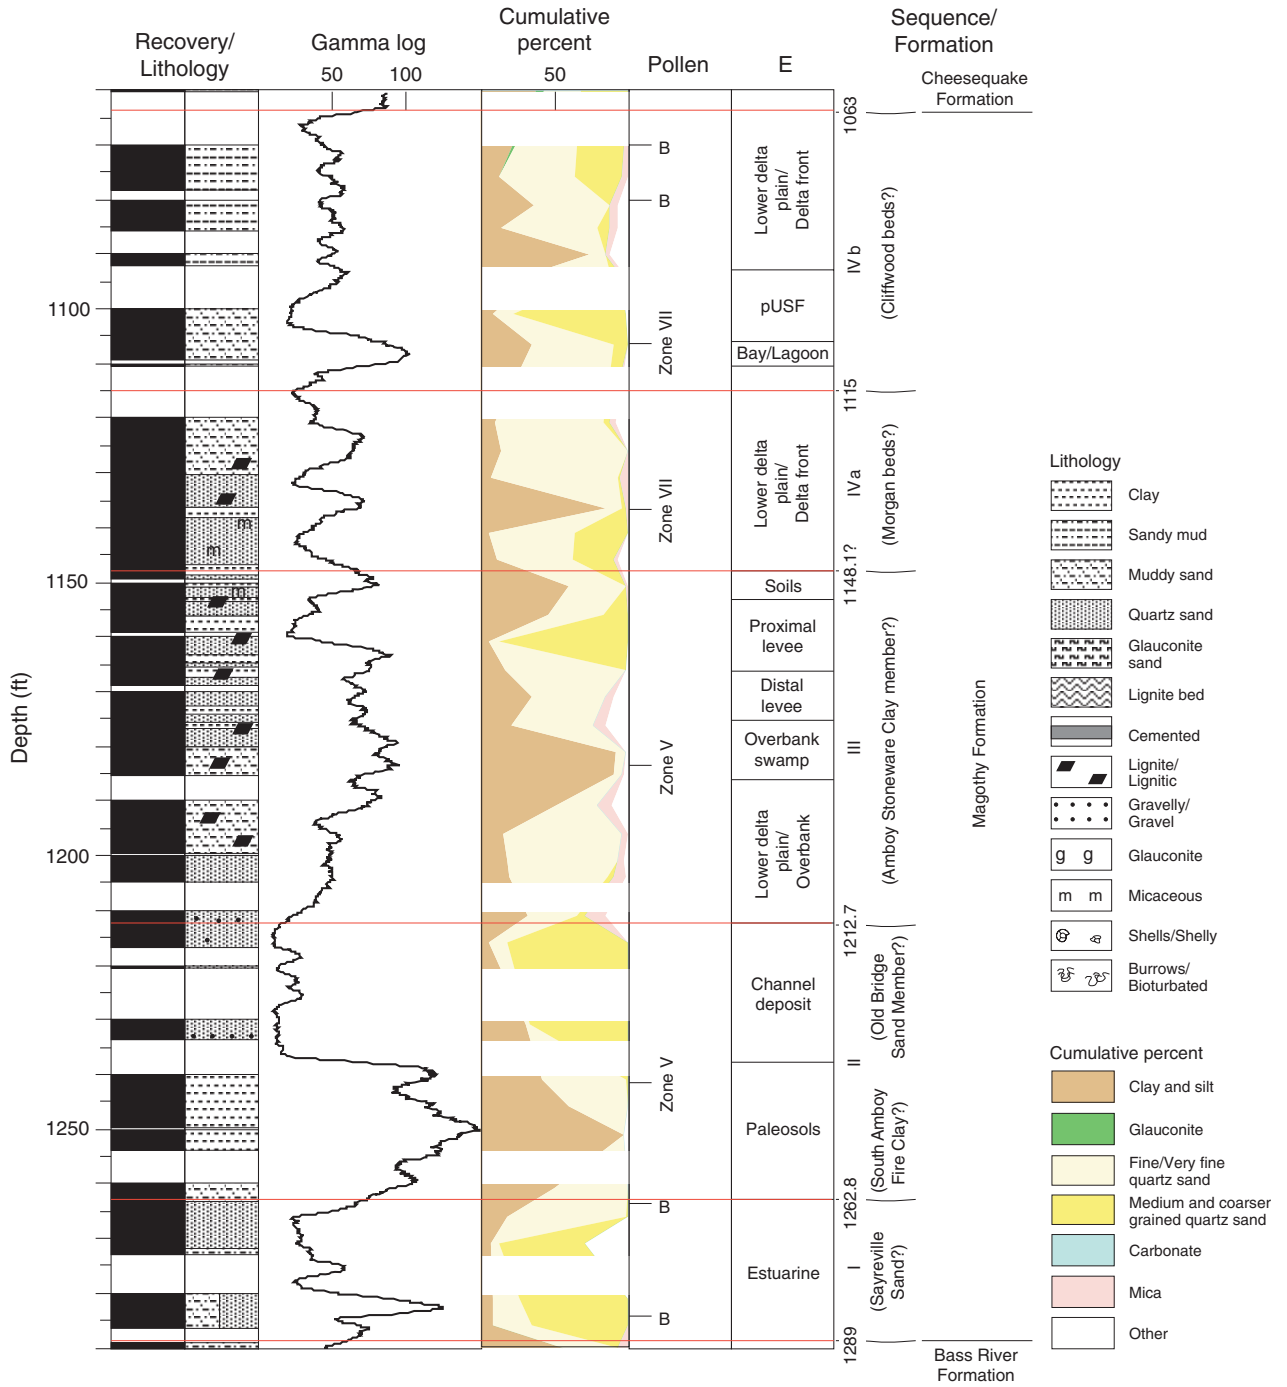 Recovery/
Lithology
Gamma log
50 100
Cumulative
percent
50
Pollen
E
Sequence/
Formation
Cheesequake
Formation
Depth (ft)
1100
1150
1200
1250
B
B
Zone VII
Zone VII
Zone V
Zone V
B
B
Lower delta
plain/
Delta front
pUSF
Bay/Lagoon
Lower delta
plain/
Delta front
Soils
Proximal
levee
Distal
levee
Overbank
swamp
Lower delta
plain/
Overbank
Channel
deposit
Paleosols
Estuarine
1063
IV b
1115
IVa
1148.1?
III
1212.7
II
1262.8
I
1289
(Cliffwood beds?)
(Morgan beds?)
(Amboy Stoneware Clay member?)
(Old Bridge
Sand Member?)
(South Amboy
Fire Clay?)
(Sayreville
Sand?)
Magothy Formation
Bass River
Formation
m
m
m
Lithology
Clay
Sandy mud
Muddy sand
Quartz sand
Glauconite
sand
Lignite bed
Cemented
Lignite/
Lignitic
Gravelly/
Gravel
g g Glauconite
m m Micaceous
Shells/Shelly
Burrows/
Bioturbated
Cumulative percent
Clay and silt
Glauconite
Fine/Very fine
quartz sand
Medium and coarser
grained quartz sand
Carbonate
Mica
Other